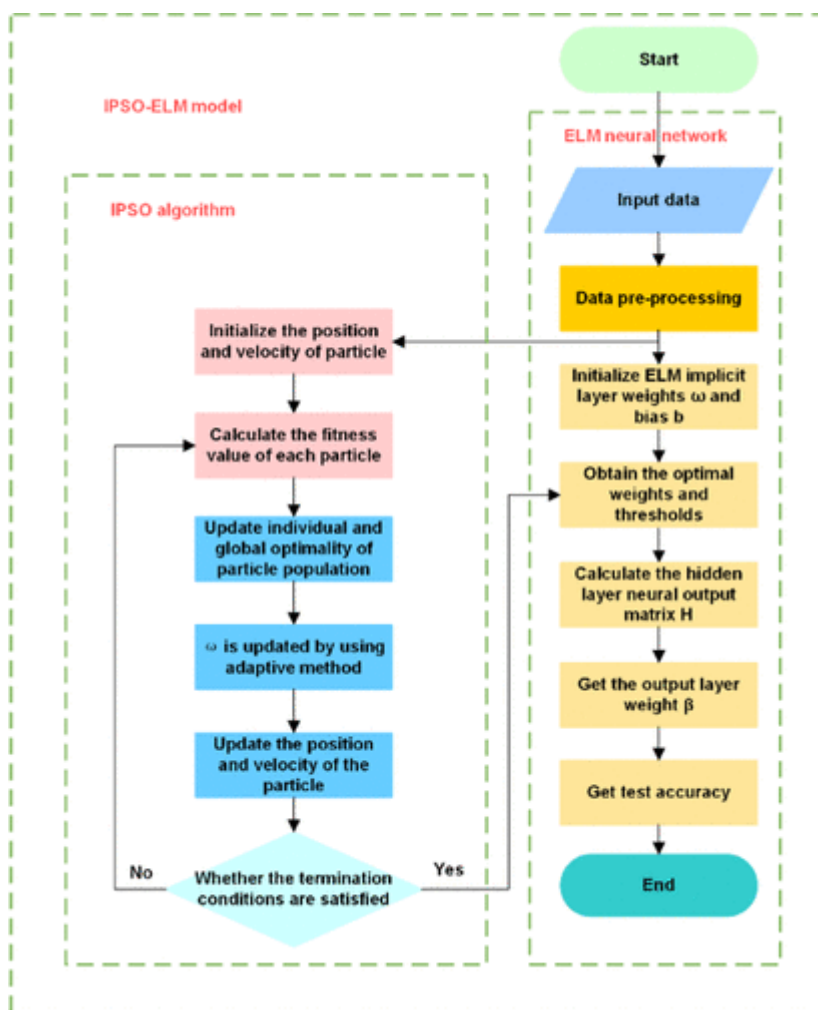 Start
IPSO-ELM model
ELM neural network
Input data
IPSO algorithm
Data pre-processing
Initialize the position
and velocity of particle
Initialize ELM implicit
layer weights ω and
bias b
Calculate the fitness
value of each particle
Obtain the optimal
weights and
thresholds
Update individual and
global optimality of
particle population
Calculate the hidden
layer neural output
matrix H
ω is updated by using
adaptive method
Get the output layer
weight β
Update the position
and velocity of the
particle
Get test accuracy
No
Whether the termination
conditions are satisfied
Yes
End